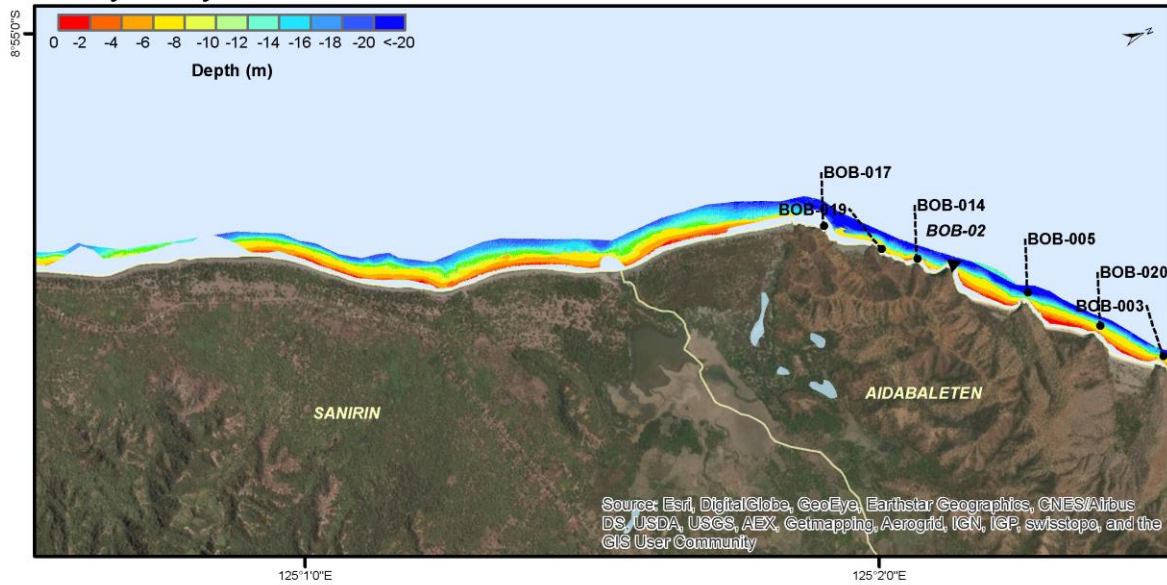 8°55'0"S
0 -2 -4 -6 -8 -10 -12 -14 -16 -18 -20 <-20
Depth (m)
N
BOB-017
BOB-019
BOB-014
BOB-02
BOB-005
BOB-020
BOB-003
SANIRIN
AIDABALETEN
Source: Esri, DigitalGlobe, GeoEye, Earthstar Geographics, CNES/Airbus
DS, USDA, USGS, AEX, Getmapping, Aerogrid, IGN, IGP, swisstopo, and the
GIS User Community
125°1'0"E
125°2'0"E